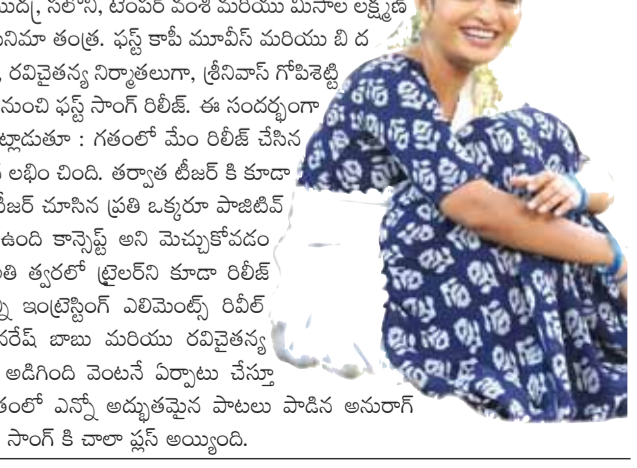 సలోని, టెంపర్ వంశీ మరియు మీసాల లక్ష్మణ్
సినిమా తంత్ర. ఫస్ట్ కాపీ మూవీస్ మరియు బి ద
రవిచైతన్య నిర్మాతలుగా, శ్రీనివాస్ గోపిశెట్టి
నుంచి ఫస్ట్ సాంగ్ రిలీజ్. ఈ సందర్భంగా
ట్లాడుతూ : గతంలో మేం రిలీజ్ చేసిన
లభిం చింది. తర్వాత టీజర్ కి కూడా
టీజర్ చూసిన ప్రతి ఒక్కరూ పాజిటివ్
ఉంది కాన్సెప్ట్ అని మెచ్చుకోవడం
తి త్వరలో ట్రైలర్‌ని కూడా రిలీజ్
న్ని ఇంట్రెస్టింగ్ ఎలిమెంట్స్ రివీల్
నరేష్ బాబు మరియు రవిచైతన్య
అడిగింది వెంటనే ఏర్పాటు చేస్తూ
తంలో ఎన్నో అద్భుతమైన పాటలు పాడిన అనురాగ్
సాంగ్ కి చాలా ప్లస్ అయ్యింది.